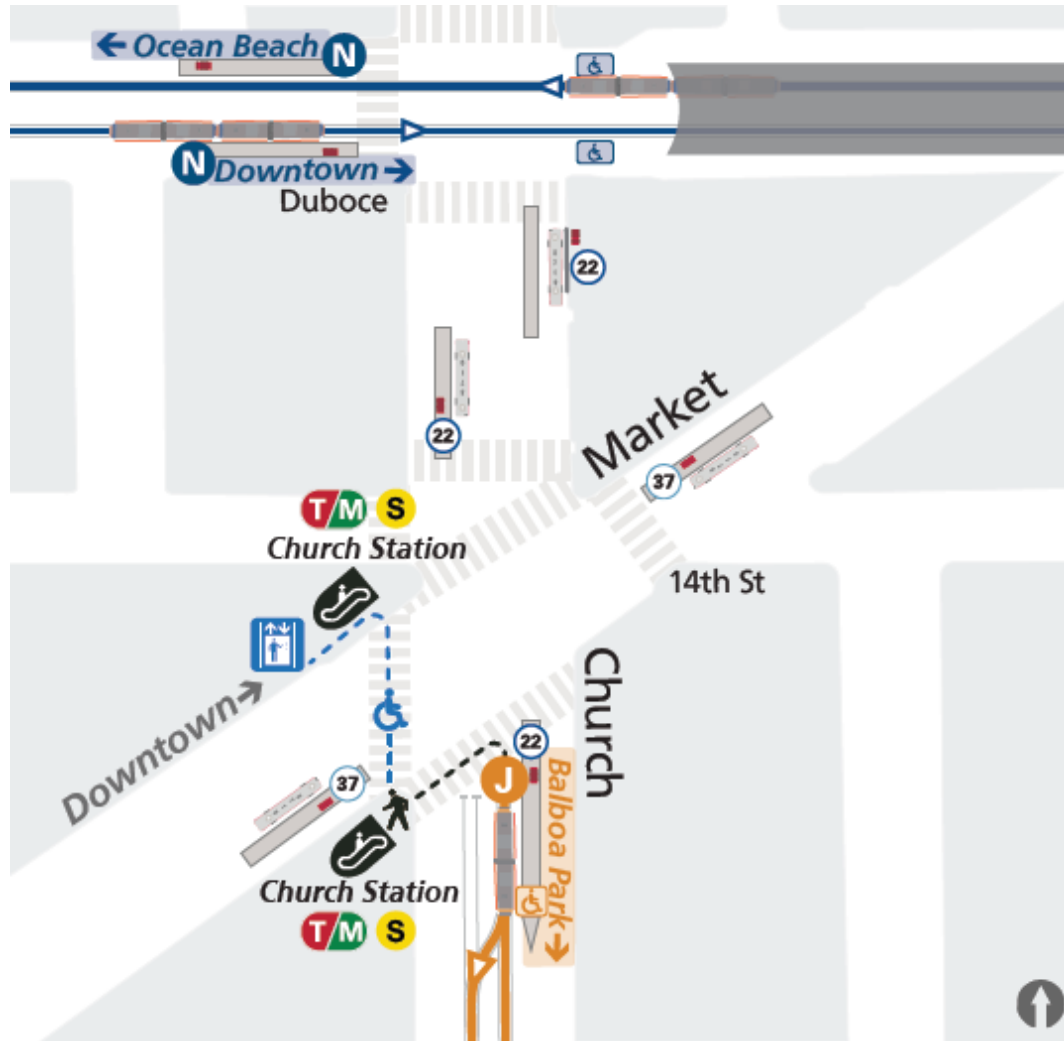 ← Ocean Beach N
N Downtown →
Duboce
22
22
Market
37
T/M S
Church Station
14th St
Church
Downtown →
22
37
J
Balboa Park →
Church Station
T/M S